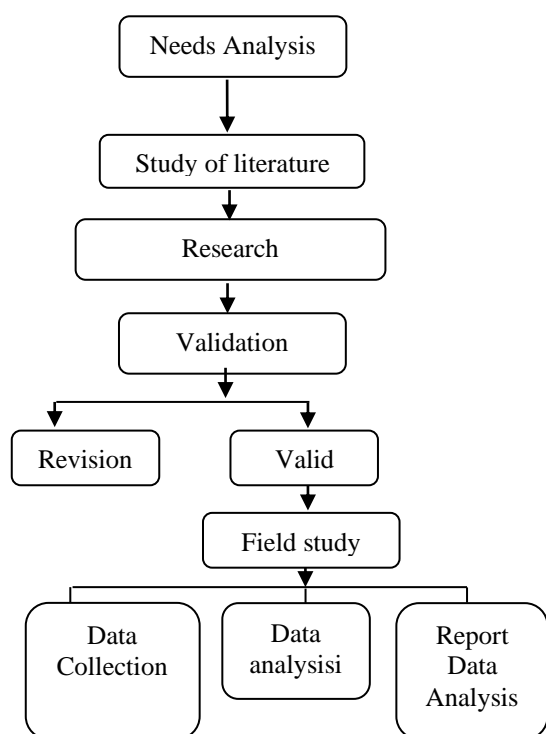 Needs Analysis
Study of literature
Research
Validation
Revision
Valid
Field study
Data
Collection
Data
analysisi
Report
Data
Analysis